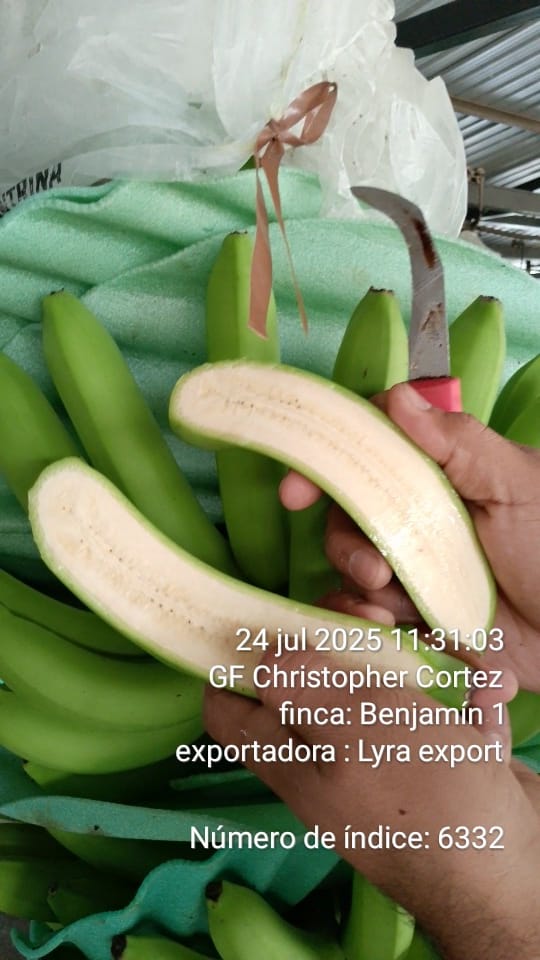 24 jul 2025 11:31:03
GF Christopher Cortez
finca: Benjamín 1
exportadora : Lyra export
Número de índice: 6332